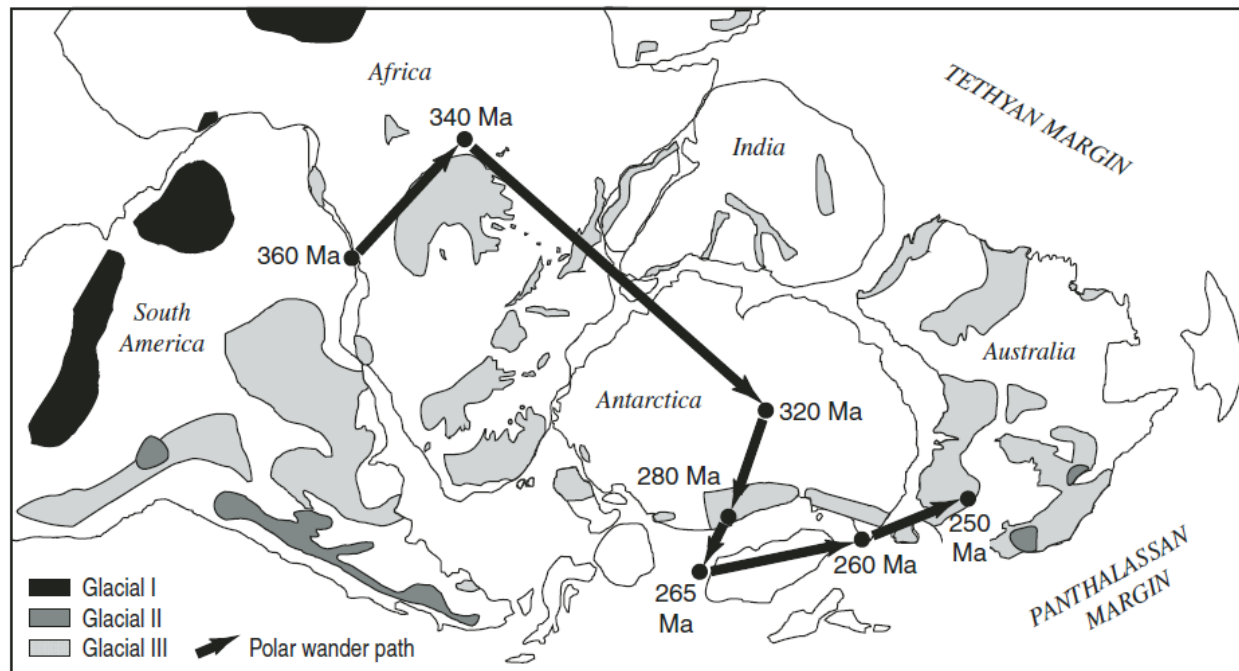 Africa
TETHYAN MARGIN
340 Ma
India
360 Ma
South
America
Australia
Antarctica
320 Ma
280 Ma
250
Ma
260 Ma
265
Ma
PANTHALASSAN
MARGIN
Glacial I
Glacial II
Glacial III
Polar wander path